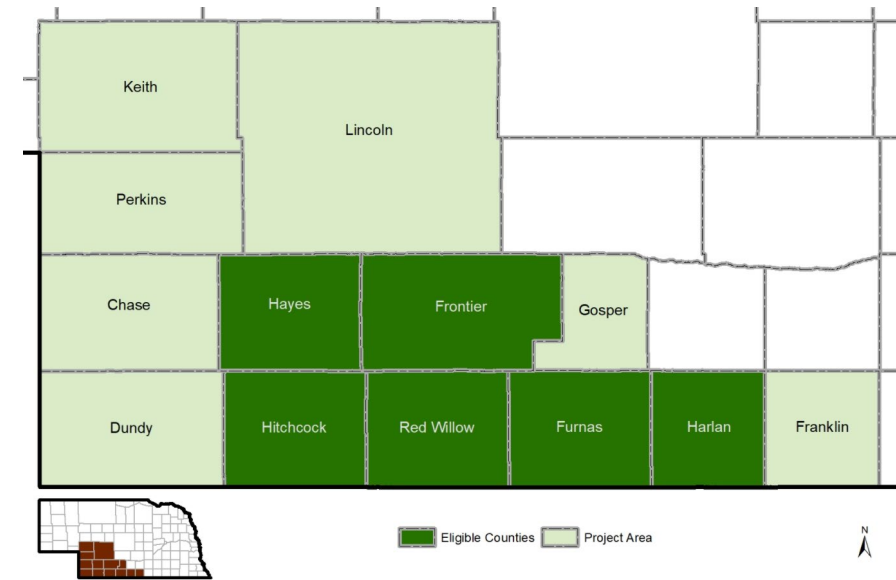 Keith
Lincoln
Perkins
Chase
Hayes
Frontier
Gosper
Dundy
Hitchcock
Red Willow
Furnas
Harlan
Franklin
Eligible Counties
Project Area
N